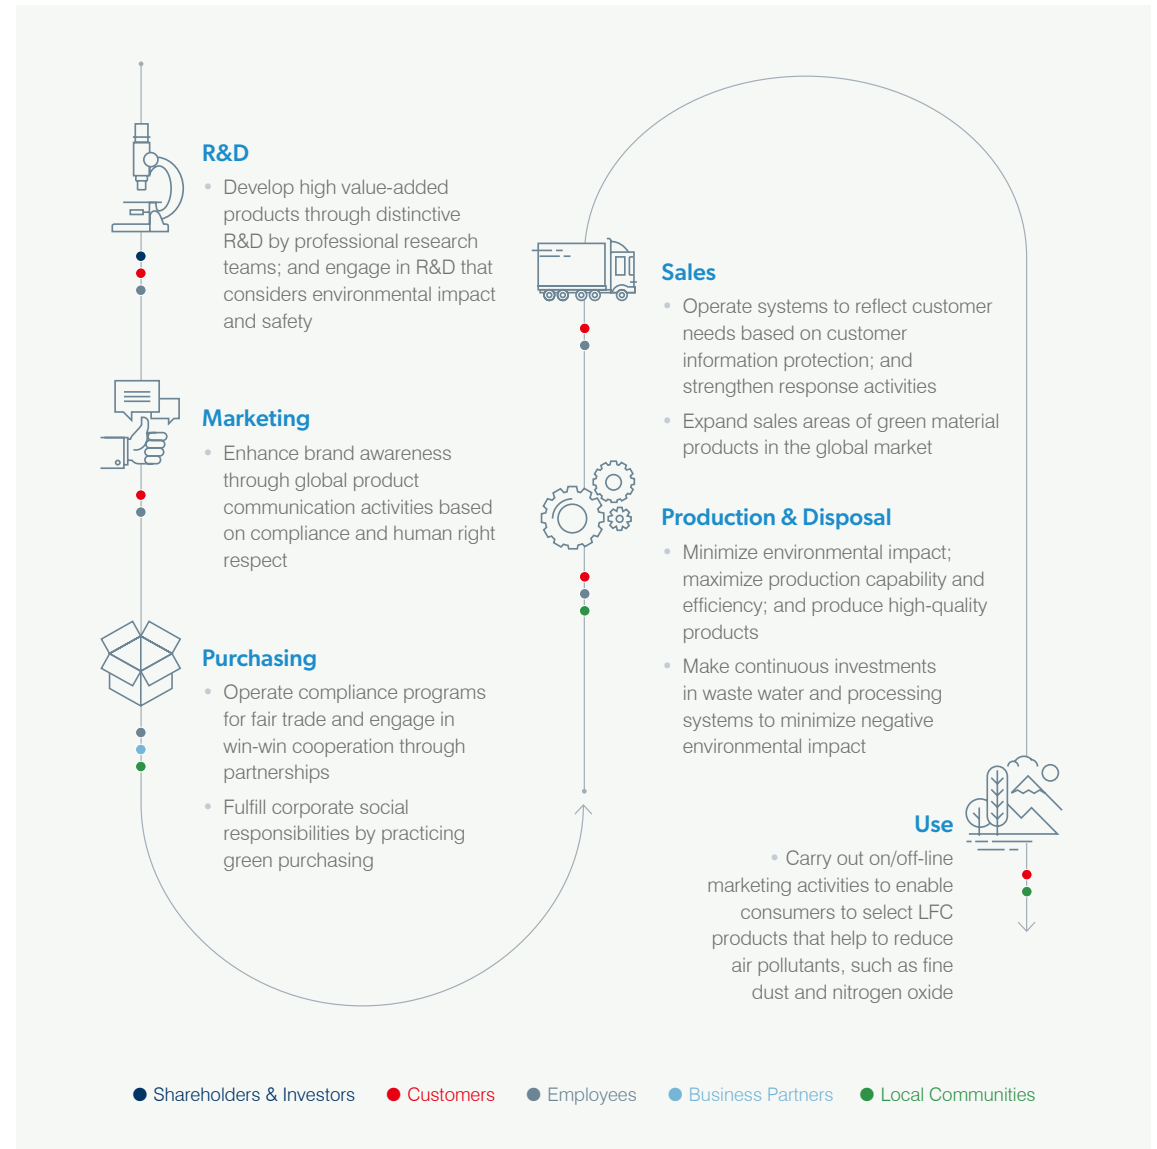 R&D
• Develop high value-added
products through distinctive
R&D by professional research
teams; and engage in R&D that
considers environmental impact
and safety
Marketing
• Enhance brand awareness
through global product
communication activities based
on compliance and human right
respect
Purchasing
• Operate compliance programs
for fair trade and engage in
win-win cooperation through
partnerships
• Fulfill corporate social
responsibilities by practicing
green purchasing
Sales
• Operate systems to reflect customer
needs based on customer
information protection; and
strengthen response activities
• Expand sales areas of green material
products in the global market
Production & Disposal
• Minimize environmental impact;
maximize production capability and
efficiency; and produce high-quality
products
• Make continuous investments
in waste water and processing
systems to minimize negative
environmental impact
Use
• Carry out on/off-line
marketing activities to enable
consumers to select LFC
products that help to reduce
air pollutants, such as fine
dust and nitrogen oxide
Shareholders & Investors Customers Employees Business Partners Local Communities